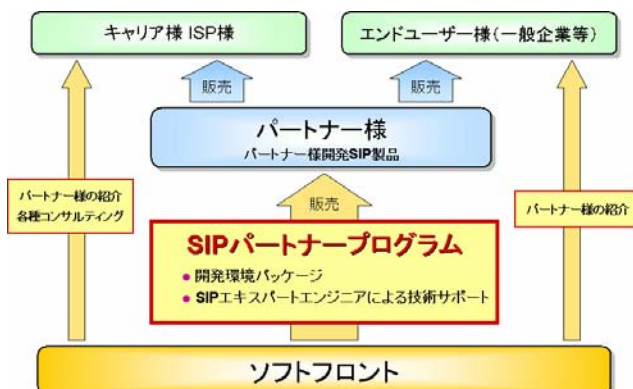 キャリア様 ISP様
エンドユーザー様(一般企業等)
販売
販売
パートナー様
パートナー様開発SIP製品
パートナー様の紹介
各種コンサルティング
販売
パートナー様の紹介
SIPパートナープログラム
● 開発環境パッケージ
● SIPエキスパートエンジニアによる技術サポート
ソフトフロント